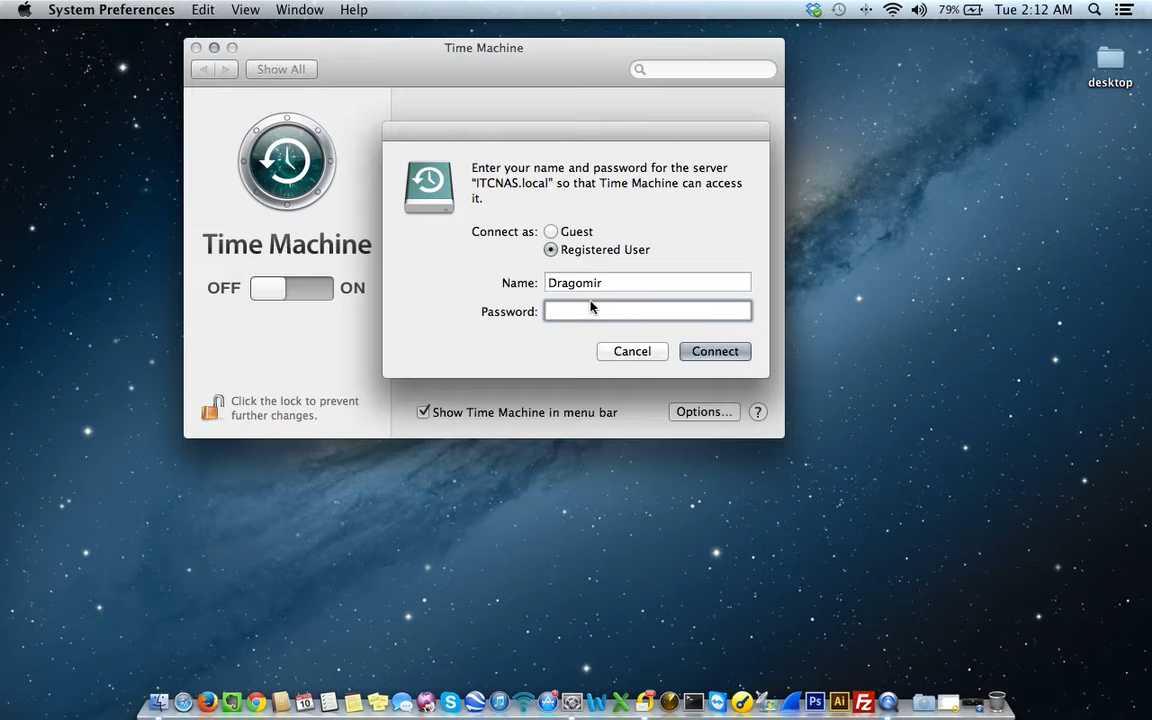 System Preferences Edit View Window Help 79% Tue 2:12 AM
Time Machine
Show All
desktop
Enter your name and password for the server
“ITCNAS.local” so that Time Machine can access
it.
Connect as: Guest
Registered User
Time Machine
OFF ON
Name: Dragomir
Password:
Cancel Connect
Click the lock to prevent
further changes.
Show Time Machine in menu bar Options... ?
Ps Ai Fz